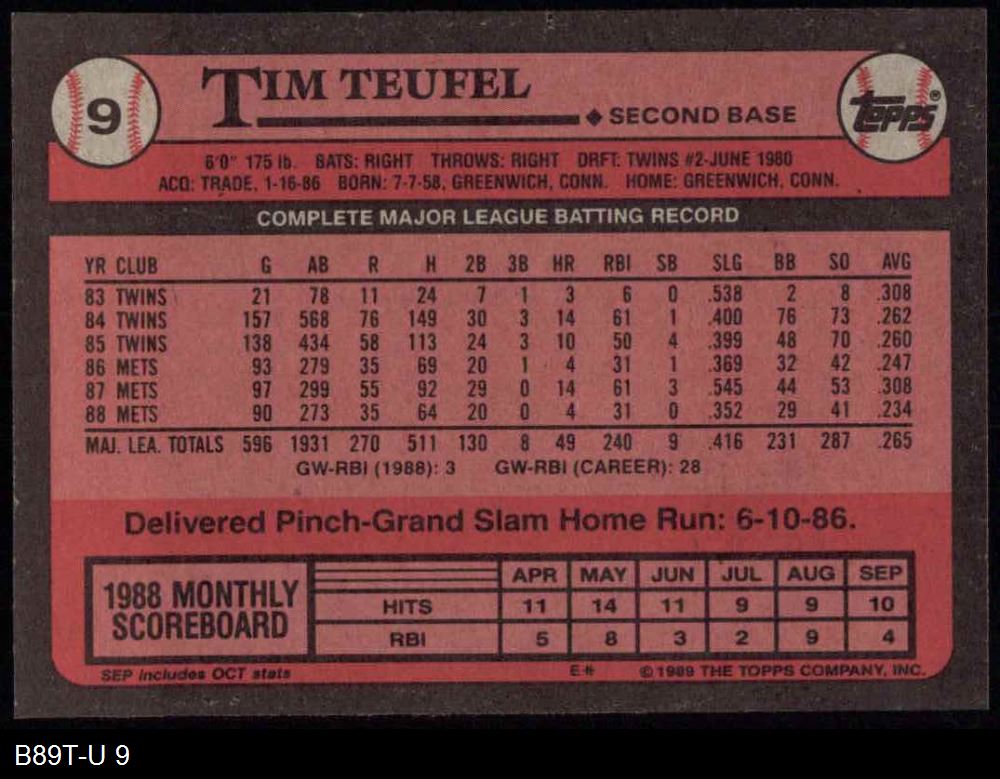 9
TIM TEUFEL
◆ SECOND BASE
TOPPS®
6'0" 175 lb. BATS: RIGHT THROWS: RIGHT DRFT: TWINS #2-JUNE 1980
ACQ: TRADE, 1-16-86 BORN: 7-7-58, GREENWICH, CONN. HOME: GREENWICH, CONN.
COMPLETE MAJOR LEAGUE BATTING RECORD
YR CLUB G AB R H 2B 3B HR RBI SB SLG BB SO AVG
83 TWINS 21 78 11 24 7 1 3 6 0 .538 2 8 .308
84 TWINS 157 568 76 149 30 3 14 61 1 .400 76 73 .262
85 TWINS 138 434 58 113 24 3 10 50 4 .399 48 70 .260
86 METS 93 279 35 69 20 1 4 31 1 .369 32 42 .247
87 METS 97 299 55 92 29 0 14 61 3 .545 44 53 .308
88 METS 90 273 35 64 20 0 4 31 0 .352 29 41 .234
MAJ. LEA. TOTALS 596 1931 270 511 130 8 49 240 9 .416 231 287 .265
GW-RBI (1988): 3 GW-RBI (CAREER): 28
Delivered Pinch-Grand Slam Home Run: 6-10-86.
1988 MONTHLY SCOREBOARD
APR MAY JUN JUL AUG SEP
HITS 11 14 11 9 9 10
RBI 5 8 3 2 9 4
SEP includes OCT stats E# © 1989 THE TOPPS COMPANY, INC.
B89T-U 9